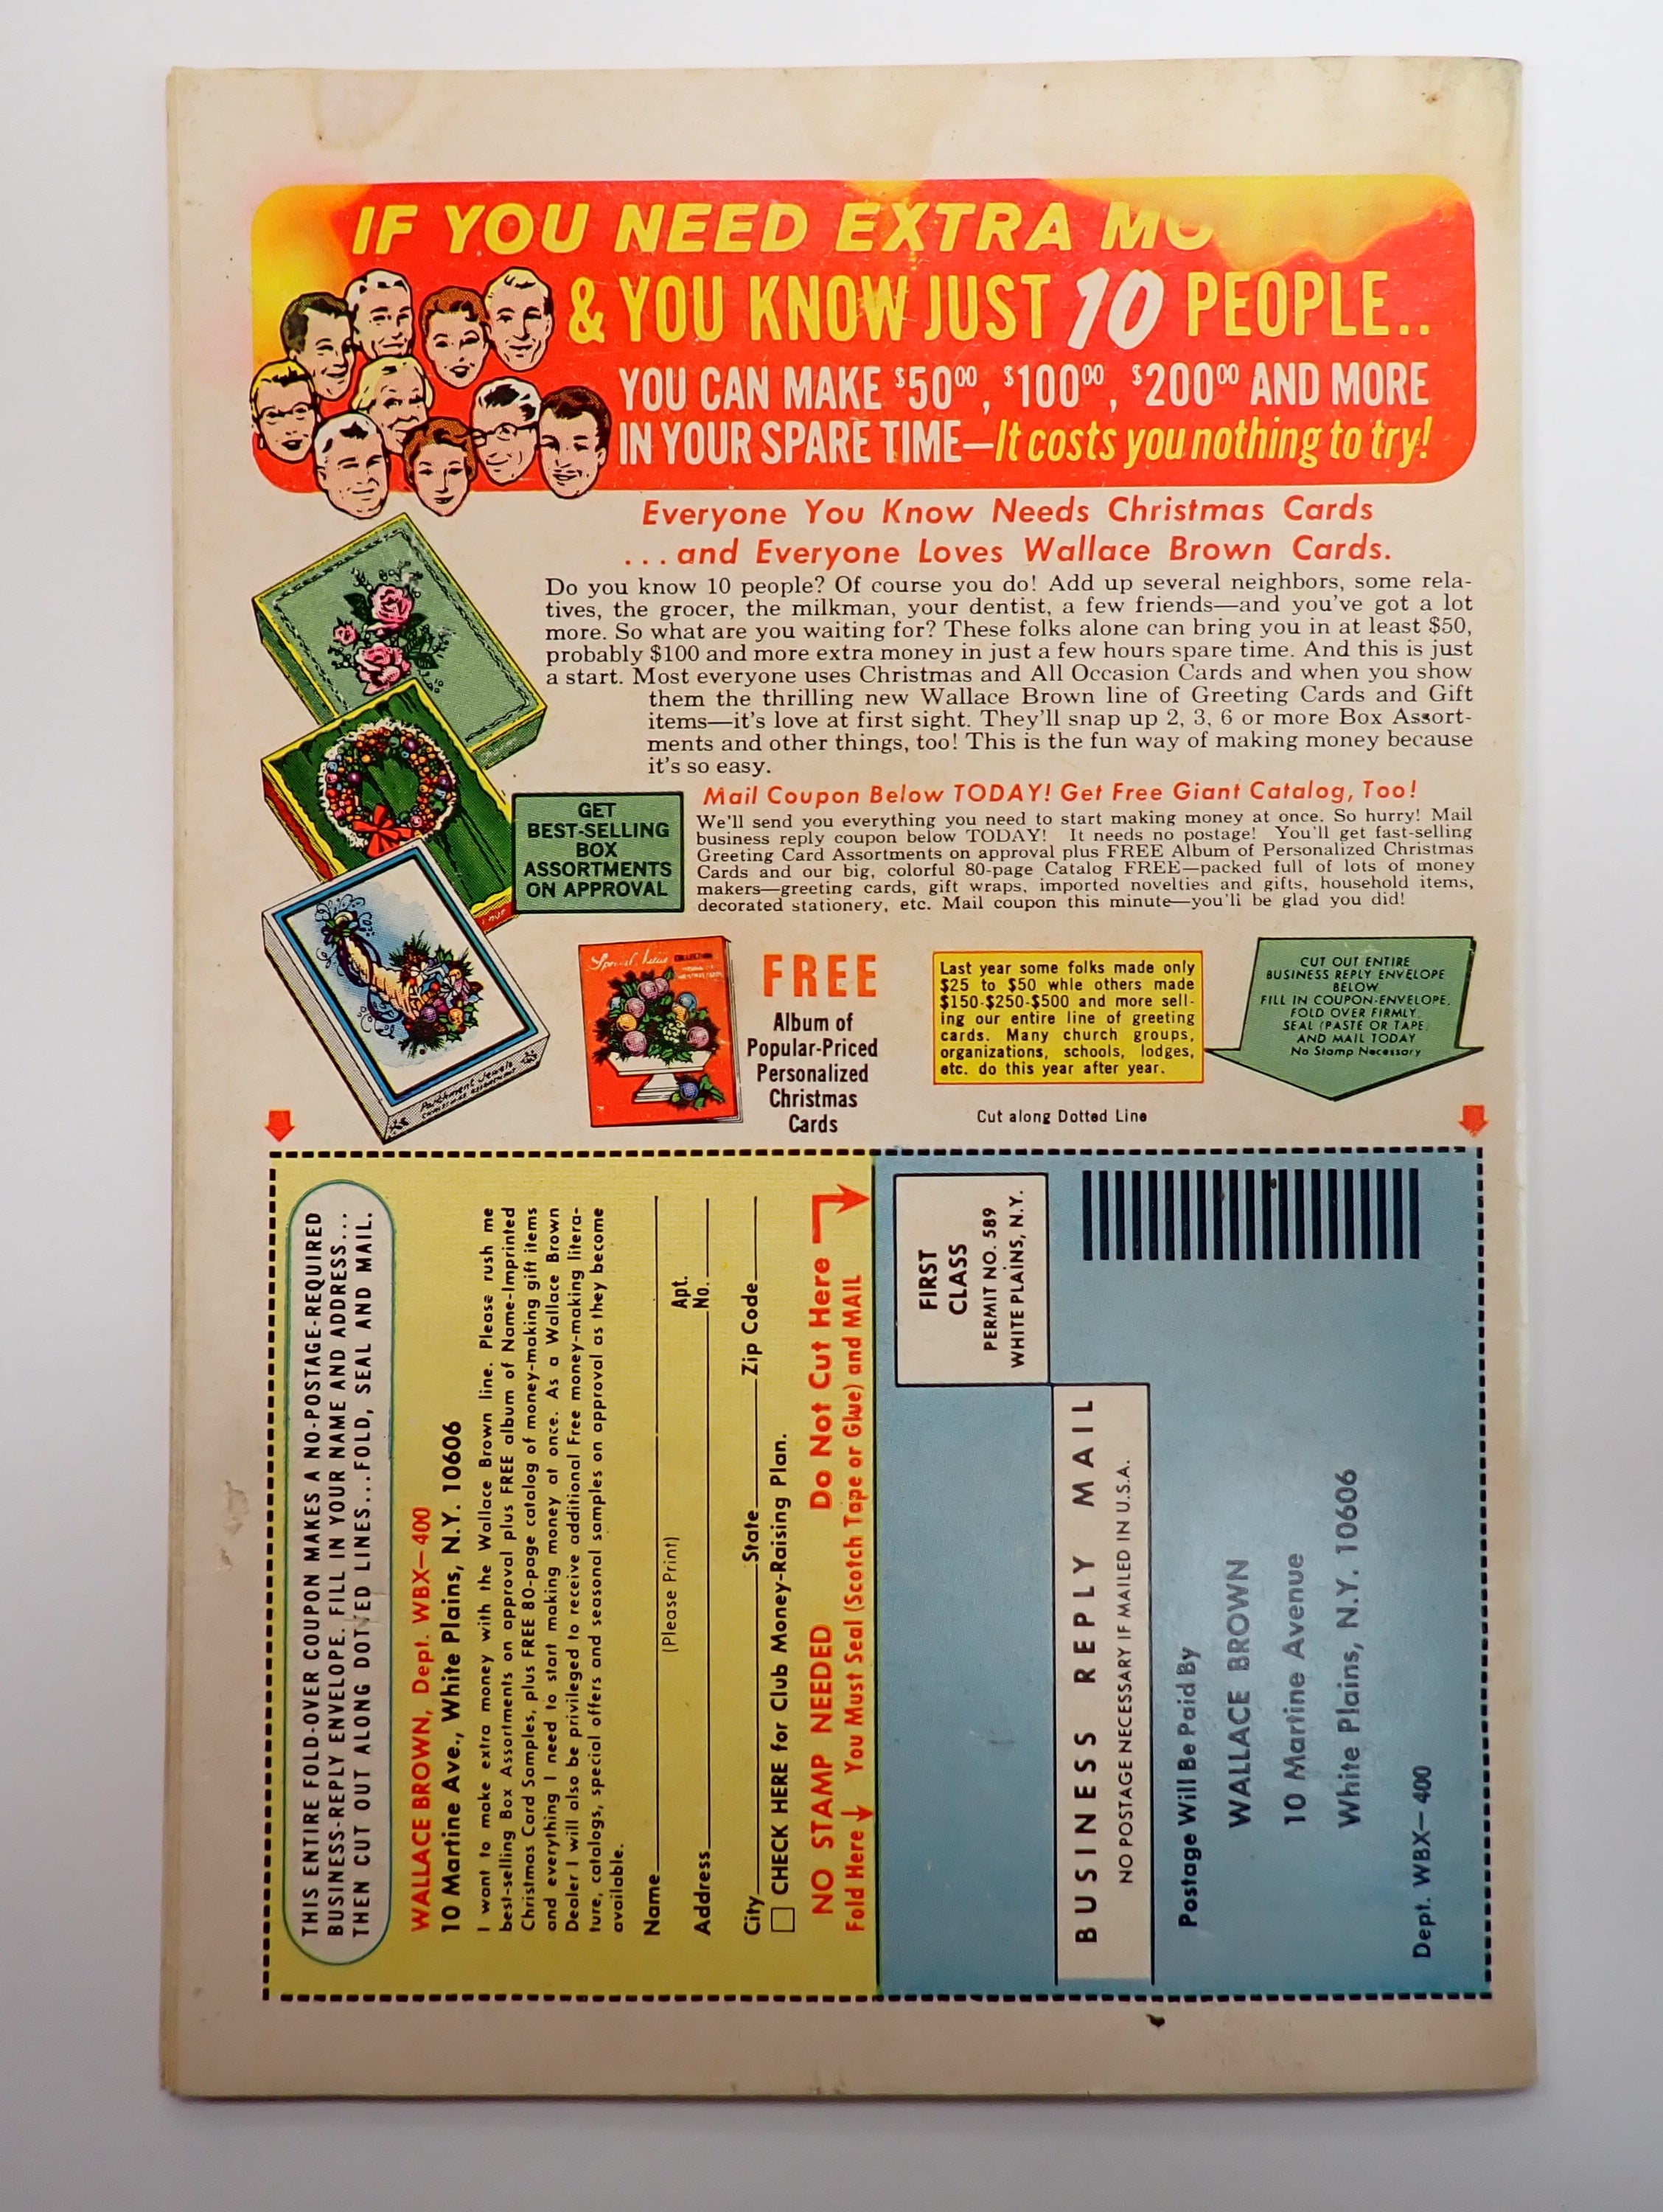 IF YOU NEED EXTRA MO
& YOU KNOW JUST 10 PEOPLE..
YOU CAN MAKE $50⁰⁰, $100⁰⁰, $200⁰⁰ AND MORE
IN YOUR SPARE TIME—It costs you nothing to try!
Everyone You Know Needs Christmas Cards
. . . and Everyone Loves Wallace Brown Cards.
Do you know 10 people? Of course you do! Add up several neighbors, some rela-
tives, the grocer, the milkman, your dentist, a few friends—and you've got a lot
more. So what are you waiting for? These folks alone can bring you in at least $50,
probably $100 and more extra money in just a few hours spare time. And this is just
a start. Most everyone uses Christmas and All Occasion Cards and when you show
them the thrilling new Wallace Brown line of Greeting Cards and Gift
items—it's love at first sight. They'll snap up 2, 3, 6 or more Box Assort-
ments and other things, too! This is the fun way of making money because
it's so easy.
GET
BEST-SELLING
BOX
ASSORTMENTS
ON APPROVAL
Mail Coupon Below TODAY! Get Free Giant Catalog, Too!
We'll send you everything you need to start making money at once. So hurry! Mail
business reply coupon below TODAY! It needs no postage! You'll get fast-selling
Greeting Card Assortments on approval plus FREE Album of Personalized Christmas
Cards and our big, colorful 80-page Catalog FREE—packed full of lots of money
makers—greeting cards, gift wraps, imported novelties and gifts, household items,
decorated stationery, etc. Mail coupon this minute—you'll be glad you did!
Parchment Jewels
CHRISTMAS ASSORTMENT
Special Issue
COLLECTION
FREE
Album of
Popular-Priced
Personalized
Christmas
Cards
Last year some folks made only
$25 to $50 whle others made
$150-$250-$500 and more sell-
ing our entire line of greeting
cards. Many church groups,
organizations, schools, lodges,
etc. do this year after year.
CUT OUT ENTIRE
BUSINESS REPLY ENVELOPE
BELOW
FILL IN COUPON-ENVELOPE.
FOLD OVER FIRMLY.
SEAL (PASTE OR TAPE
AND MAIL TODAY
No Stamp Necessary
Cut along Dotted Line
THIS ENTIRE FOLD-OVER COUPON MAKES A NO-POSTAGE-REQUIRED
BUSINESS-REPLY ENVELOPE. FILL IN YOUR NAME AND ADDRESS...
THEN CUT OUT ALONG DOTTED LINES...FOLD, SEAL AND MAIL.
WALLACE BROWN, Dept. WBX—400
10 Martine Ave., White Plains, N.Y. 10606
I want to make extra money with the Wallace Brown line. Please rush me
best-selling Box Assortments on approval plus FREE album of Name-Imprinted
Christmas Card Samples, plus FREE 80-page catalog of money-making gift items
and everything I need to start making money at once. As a Wallace Brown
Dealer I will also be privileged to receive additional Free money-making litera-
ture, catalogs, special offers and seasonal samples on approval as they become
available.
Name
(Please Print)
Address Apt. No.
City State Zip Code
CHECK HERE for Club Money-Raising Plan.
NO STAMP NEEDED Do Not Cut Here
Fold Here You Must Seal (Scotch Tape or Glue) and MAIL
FIRST
CLASS
PERMIT NO. 589
WHITE PLAINS, N.Y.
BUSINESS REPLY MAIL
NO POSTAGE NECESSARY IF MAILED IN U.S.A.
Postage Will Be Paid By
WALLACE BROWN
10 Martine Avenue
White Plains, N.Y. 10606
Dept. WBX—400